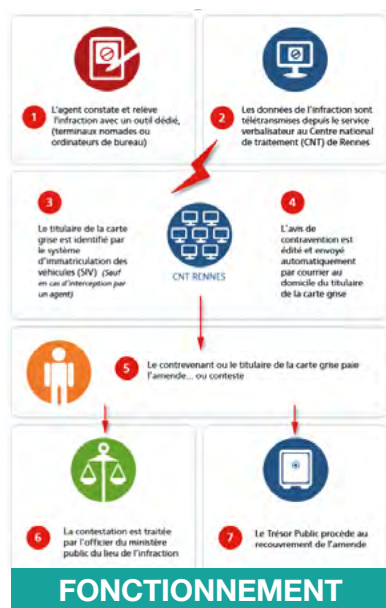 1
L'agent constate et relève
l'infraction avec un outil dédié,
(terminaux nomades ou
ordinateurs de bureau)
2
Les données de l'infraction sont
télétransmises depuis le service
verbalisateur au Centre national
de traitement (CNT) de Rennes
3
Le titulaire de la carte
grise est identifié par
le système
d'immatriculation des
véhicules (SIV) (Sauf
en cas d'interception par
un agent)
CNT RENNES
4
L'avis de
contravention est
édité et envoyé
automatiquement
par courrier au
domicile du titulaire
de la carte grise
5
Le contrevenant ou le titulaire de la carte grise paie
l'amende... ou conteste
6
La contestation est traitée
par l'officier du ministère
public du lieu de l'infraction
7
Le Trésor Public procède au
recouvrement de l'amende
FONCTIONNEMENT